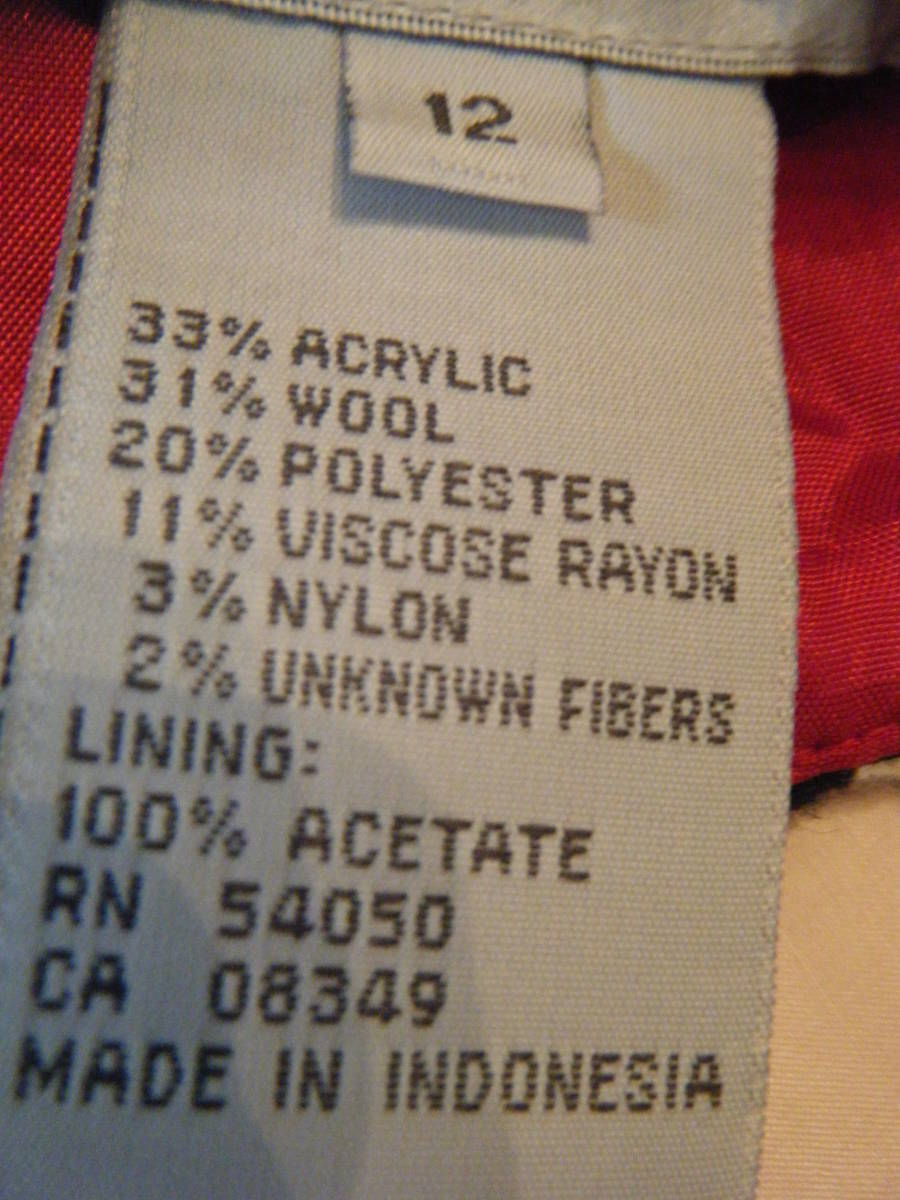 12
33% ACRYLIC
31% WOOL
20% POLYESTER
11% VISCOSE RAYON
3% NYLON
2% UNKNOWN FIBERS
LINING:
100% ACETATE
RN 54050
CA 08349
MADE IN INDONESIA